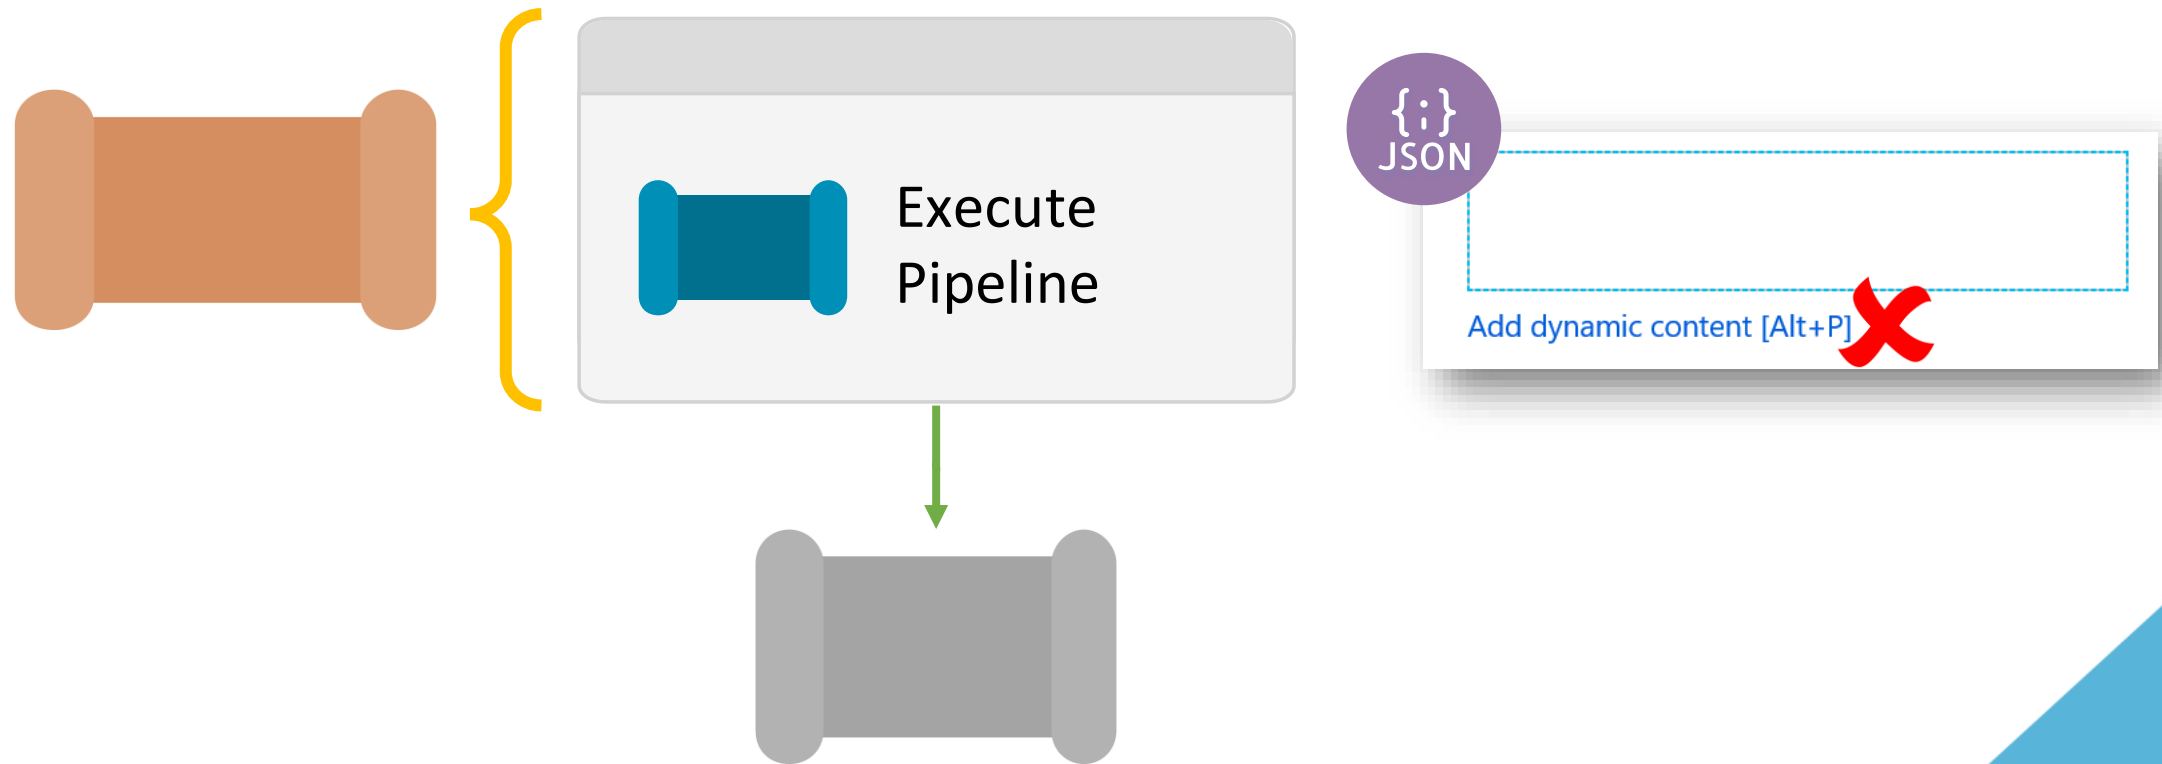 Execute
Pipeline
{;}
JSON
Add dynamic content [Alt+P]